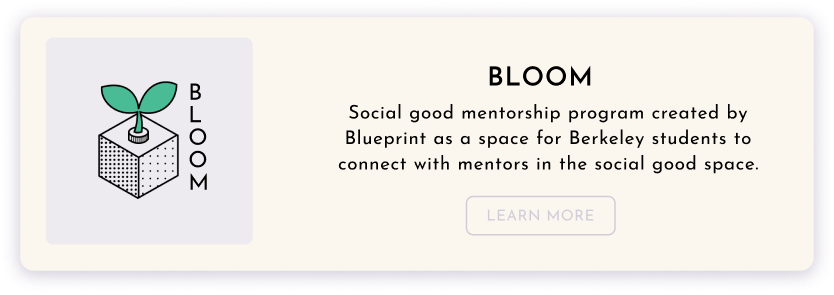 BLOOM
BLOOM
Social good mentorship program created by
Blueprint as a space for Berkeley students to
connect with mentors in the social good space.
LEARN MORE